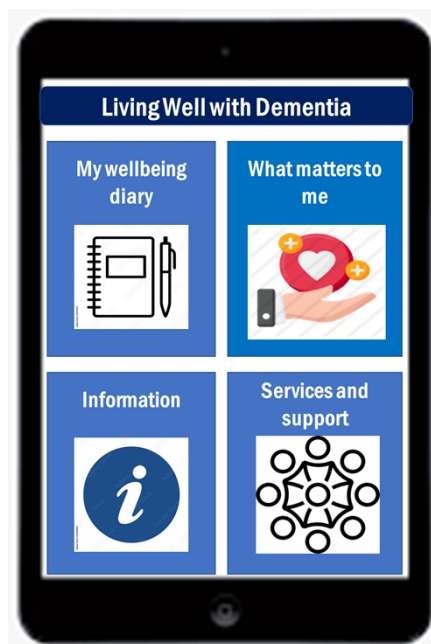 Living Well with Dementia
My wellbeing
diary
What matters to
me
Information
Services and
support